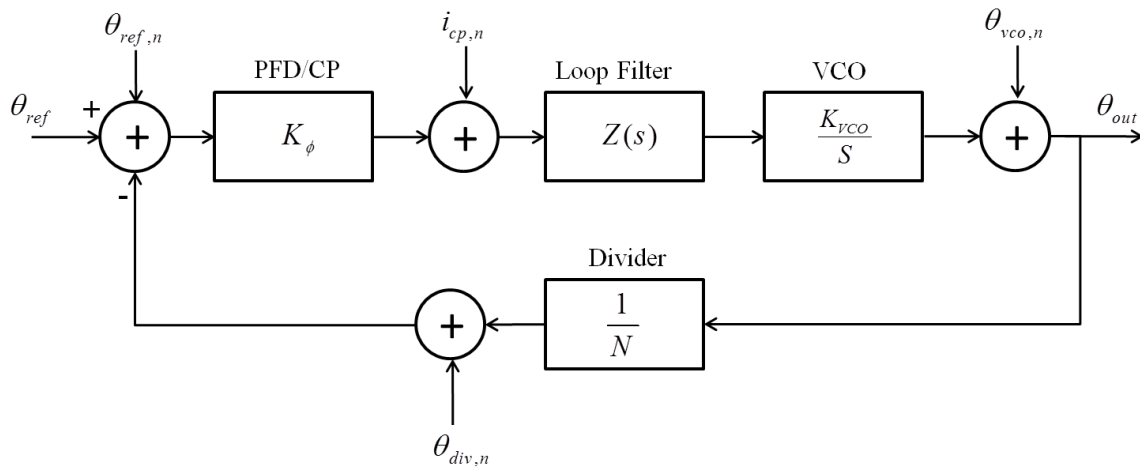 θref,n
icp,n
θvco,n
PFD/CP
Loop Filter
VCO
θref
+
+
Kϕ
+
Z(s)
KVCO
S
+
θout
-
Divider
+
1
N
θdiv,n